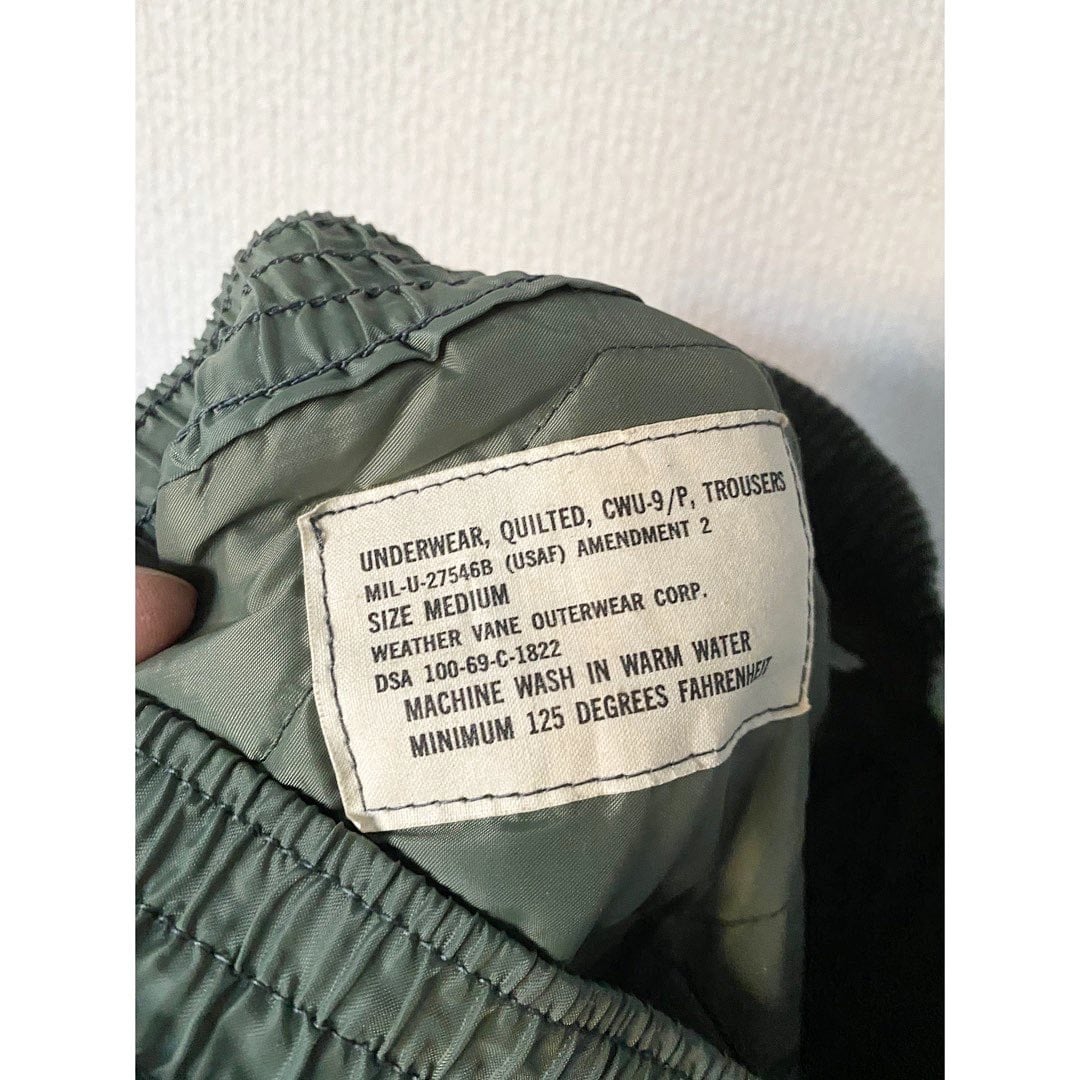 UNDERWEAR, QUILTED, CWU-9/P, TROUSERS
MIL-U-27546B (USAF) AMENDMENT 2
SIZE MEDIUM
WEATHER VANE OUTERWEAR CORP.
DSA 100-69-C-1822
MACHINE WASH IN WARM WATER
MINIMUM 125 DEGREES FAHRENHEIT